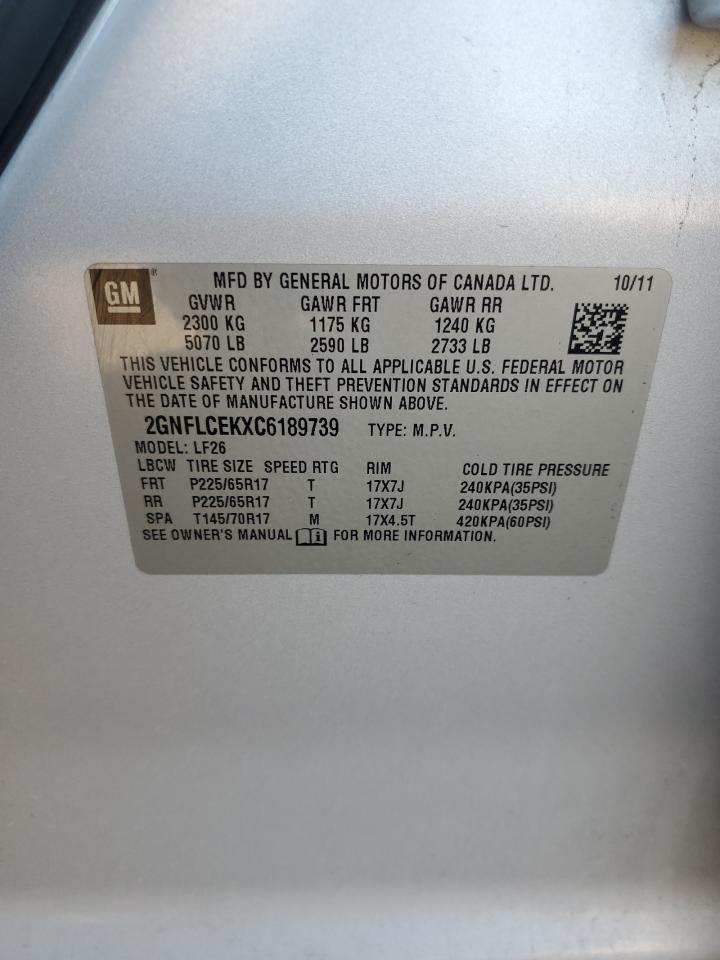 GM® MFD BY GENERAL MOTORS OF CANADA LTD. 10/11
GVWR GAWR FRT GAWR RR
2300 KG 1175 KG 1240 KG
5070 LB 2590 LB 2733 LB
THIS VEHICLE CONFORMS TO ALL APPLICABLE U.S. FEDERAL MOTOR
VEHICLE SAFETY AND THEFT PREVENTION STANDARDS IN EFFECT ON
THE DATE OF MANUFACTURE SHOWN ABOVE.
2GNFLCEKXC6189739 TYPE: M.P.V.
MODEL: LF26
LBCW TIRE SIZE SPEED RTG RIM COLD TIRE PRESSURE
FRT P225/65R17 T 17X7J 240KPA(35PSI)
RR P225/65R17 T 17X7J 240KPA(35PSI)
SPA T145/70R17 M 17X4.5T 420KPA(60PSI)
SEE OWNER'S MANUAL i FOR MORE INFORMATION.